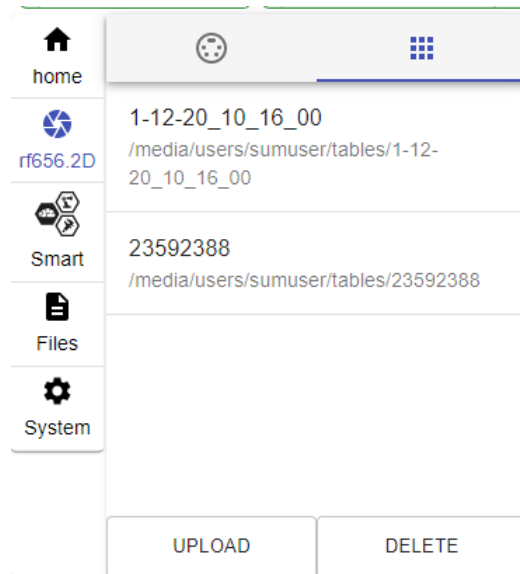 home
rf656.2D
Smart
Files
System
1-12-20_10_16_00
/media/users/sumuser/tables/1-12-
20_10_16_00
23592388
/media/users/sumuser/tables/23592388
UPLOAD
DELETE